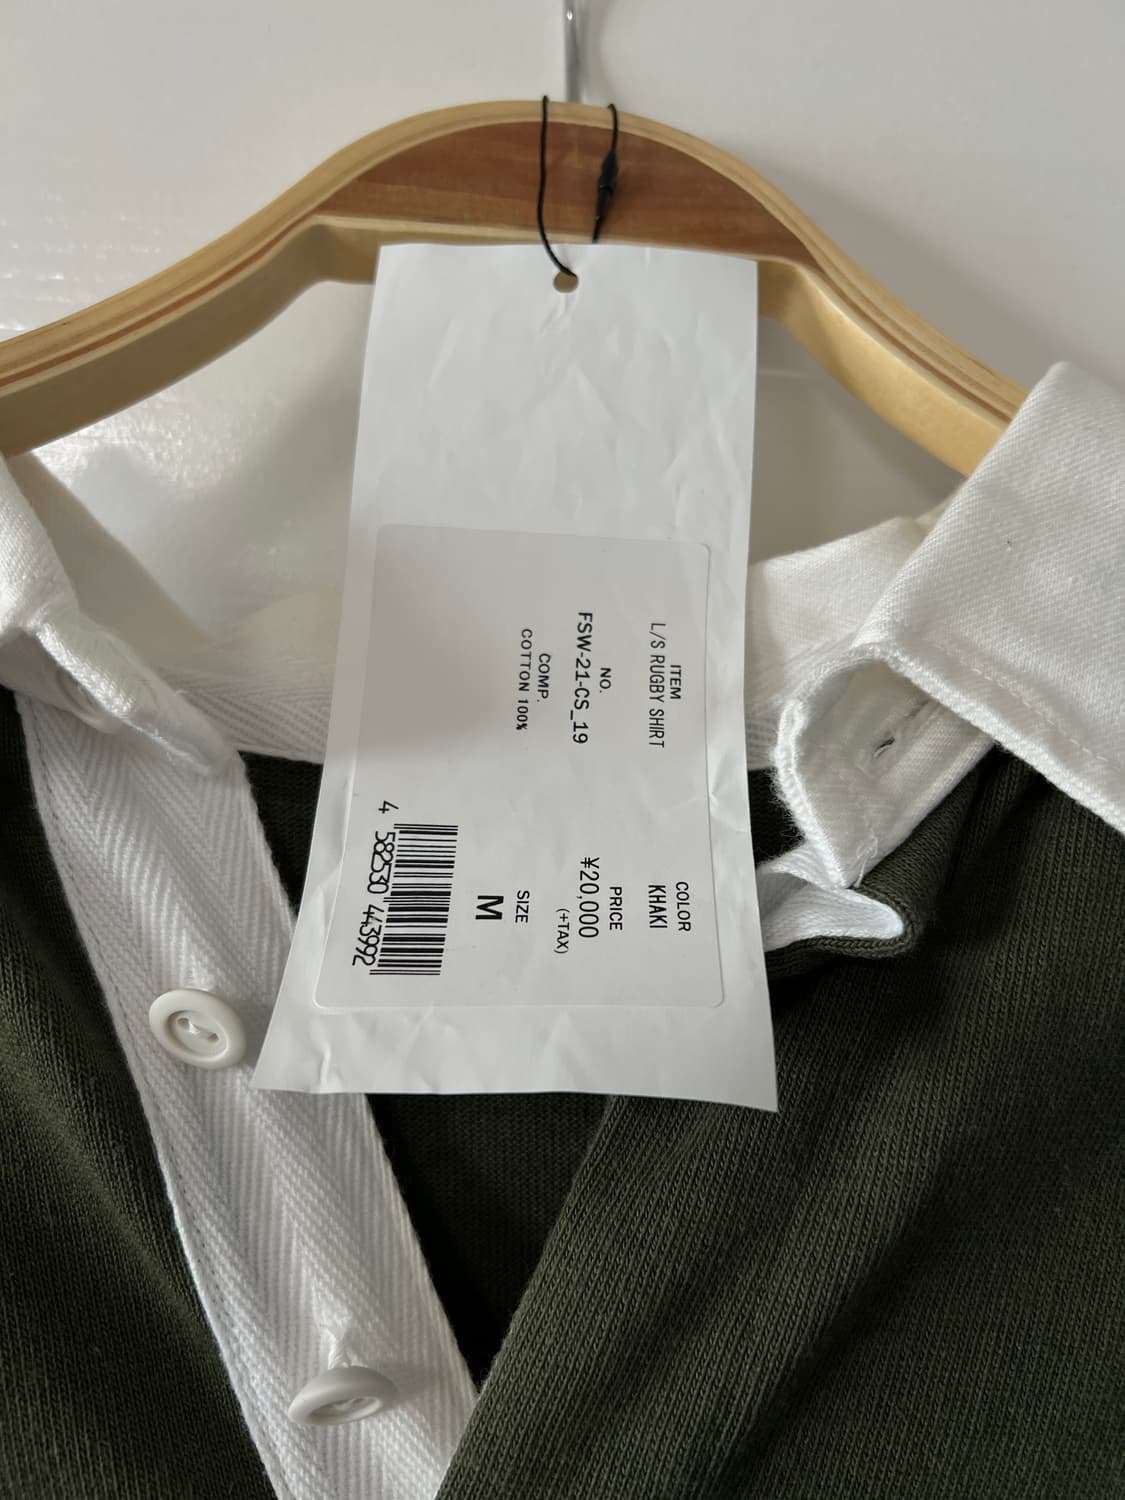 ITEM
L/S RUGBY SHIRT
COLOR
KHAKI
NO.
FSW-21-CS_19
PRICE
¥20,000
(+TAX)
COMP.
COTTON 100%
SIZE
M
4 582530 443992